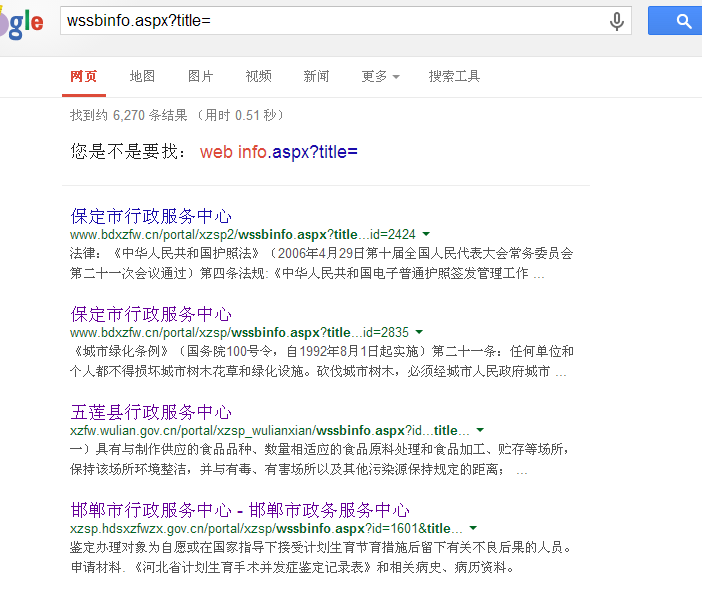 gle
wssbinfo.aspx?title=
网页 地图 图片 视频 新闻 更多 搜索工具
找到约 6,270 条结果 （用时 0.51 秒）
您是不是要找： web info.aspx?title=
保定市行政服务中心
www.bdxzfw.cn/portal/xzsp2/wssbinfo.aspx?title...id=2424
法律：《中华人民共和国护照法》（2006年4月29日第十届全国人民代表大会常务委员会
第二十一次会议通过）第四条法规:《中华人民共和国电子普通护照签发管理工作 ...
保定市行政服务中心
www.bdxzfw.cn/portal/xzsp/wssbinfo.aspx?title...id=2835
《城市绿化条例》（国务院100号令，自1992年8月1日起实施）第二十一条：任何单位和
个人都不得损坏城市树木花草和绿化设施。砍伐城市树木，必须经城市人民政府城市 ...
五莲县行政服务中心
xzfw.wulian.gov.cn/portal/xzsp_wulianxian/wssbinfo.aspx?id...title...
一）具有与制作供应的食品品种、数量相适应的食品原料处理和食品加工、贮存等场所，
保持该场所环境整洁，并与有毒、有害场所以及其他污染源保持规定的距离； ...
邯郸市行政服务中心 - 邯郸市政务服务中心
xzsp.hdsxzfwzx.gov.cn/portal/xzsp/wssbinfo.aspx?id=1601&title...
鉴定办理对象为自愿或在国家指导下接受计划生育节育措施后留下有关不良后果的人员。
申请材料. 《河北省计划生育手术并发症鉴定记录表》和相关病史、病历资料。